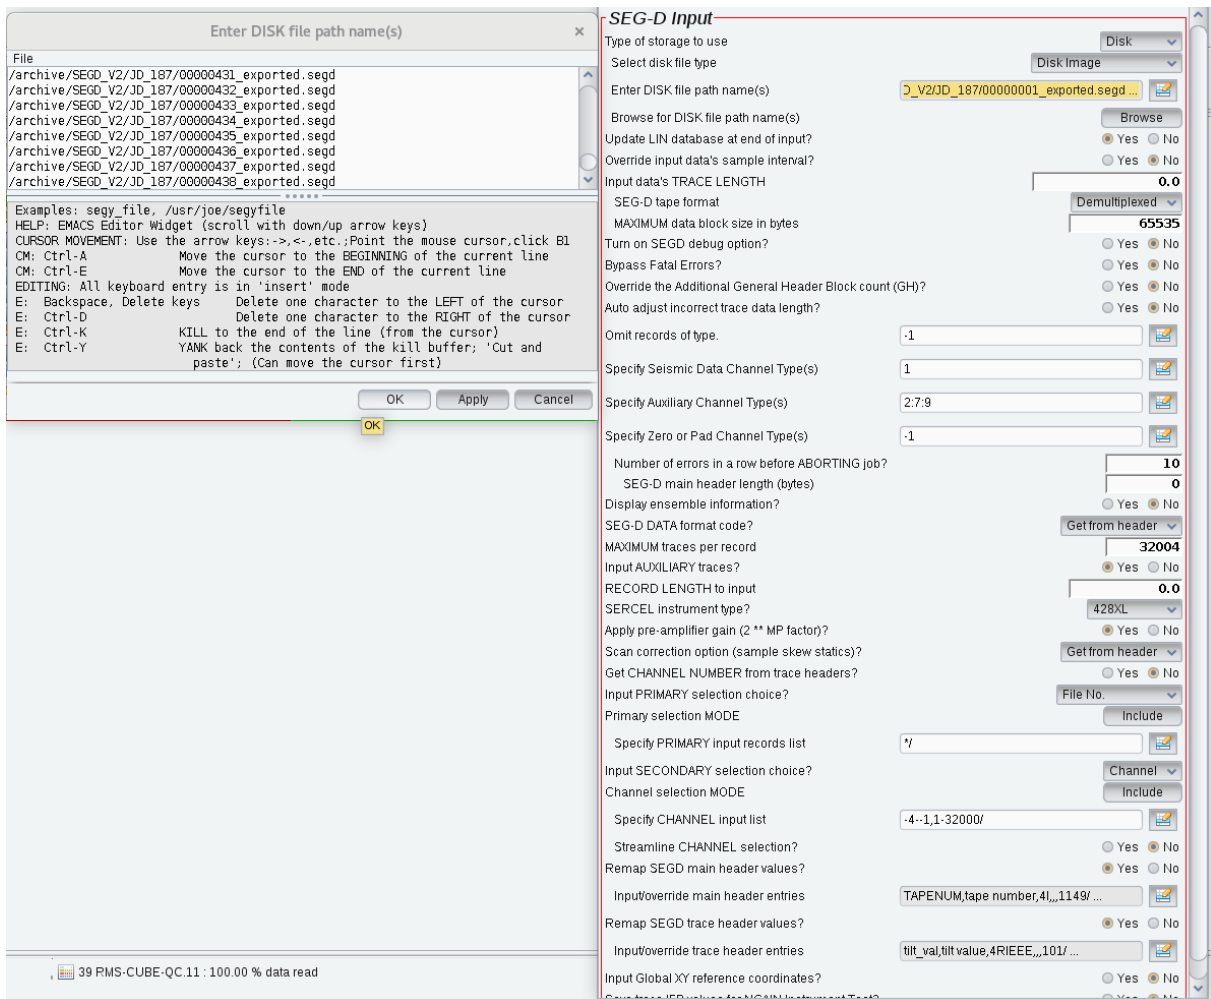 Enter DISK file path name(s)
×
File
/archive/SEGD_V2/JD_187/00000431_exported.segd
/archive/SEGD_V2/JD_187/00000432_exported.segd
/archive/SEGD_V2/JD_187/00000433_exported.segd
/archive/SEGD_V2/JD_187/00000434_exported.segd
/archive/SEGD_V2/JD_187/00000435_exported.segd
/archive/SEGD_V2/JD_187/00000436_exported.segd
/archive/SEGD_V2/JD_187/00000437_exported.segd
/archive/SEGD_V2/JD_187/00000438_exported.segd
Examples: segy_file, /usr/joe/segyfile
HELP: EMACS Editor Widget (scroll with down/up arrow keys)
CURSOR MOVEMENT: Use the arrow keys:->,<-,etc.;Point the mouse cursor,click B1
CM: Ctrl-A Move the cursor to the BEGINNING of the current line
CM: Ctrl-E Move the cursor to the END of the current line
EDITING: All keyboard entry is in 'insert' mode
E: Backspace, Delete keys Delete one character to the LEFT of the cursor
E: Ctrl-D Delete one character to the RIGHT of the cursor
E: Ctrl-K KILL to the end of the line (from the cursor)
E: Ctrl-Y YANK back the contents of the kill buffer; 'Cut and
paste'; (Can move the cursor first)
OK Apply Cancel
OK
39 RMS-CUBE-QC.11 : 100.00 % data read
SEG-D Input
Type of storage to use Disk
Select disk file type Disk Image
Enter DISK file path name(s) D_V2/JD_187/00000001_exported.segd ...
Browse for DISK file path name(s) Browse
Update LIN database at end of input? Yes No
Override input data's sample interval? Yes No
Input data's TRACE LENGTH 0.0
SEG-D tape format Demultiplexed
MAXIMUM data block size in bytes 65535
Turn on SEGD debug option? Yes No
Bypass Fatal Errors? Yes No
Override the Additional General Header Block count (GH)? Yes No
Auto adjust incorrect trace data length? Yes No
Omit records of type. -1
Specify Seismic Data Channel Type(s) 1
Specify Auxiliary Channel Type(s) 2:7:9
Specify Zero or Pad Channel Type(s) -1
Number of errors in a row before ABORTING job? 10
SEG-D main header length (bytes) 0
Display ensemble information? Yes No
SEG-D DATA format code? Get from header
MAXIMUM traces per record 32004
Input AUXILIARY traces? Yes No
RECORD LENGTH to input 0.0
SERCEL instrument type? 428XL
Apply pre-amplifier gain (2 ** MP factor)? Yes No
Scan correction option (sample skew statics)? Get from header
Get CHANNEL NUMBER from trace headers? Yes No
Input PRIMARY selection choice? File No.
Primary selection MODE Include
Specify PRIMARY input records list */
Input SECONDARY selection choice? Channel
Channel selection MODE Include
Specify CHANNEL input list -4--1,1-32000/
Streamline CHANNEL selection? Yes No
Remap SEGD main header values? Yes No
Input/override main header entries TAPENUM,tape number,4I,,,1149/ ...
Remap SEGD trace header values? Yes No
Input/override trace header entries tilt_val,tilt value,4RIEEE,,,101/ ...
Input Global XY reference coordinates? Yes No